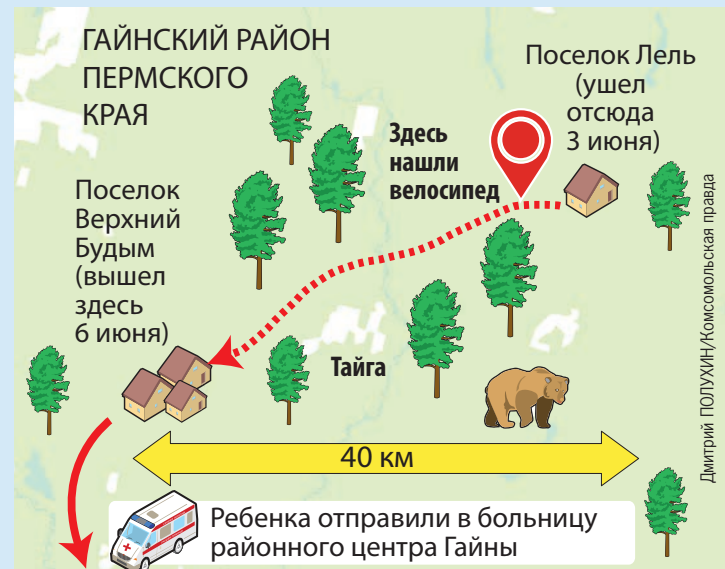 ГАЙНСКИЙ РАЙОН
ПЕРМСКОГО
КРАЯ
Поселок Лель
(ушел
отсюда
3 июня)
Здесь
нашли
велосипед
Поселок
Верхний
Будым
(вышел
здесь
6 июня)
Тайга
40 км
Ребенка отправили в больницу
районного центра Гайны
Дмитрий ПОЛУХИН/Комсомольская правда